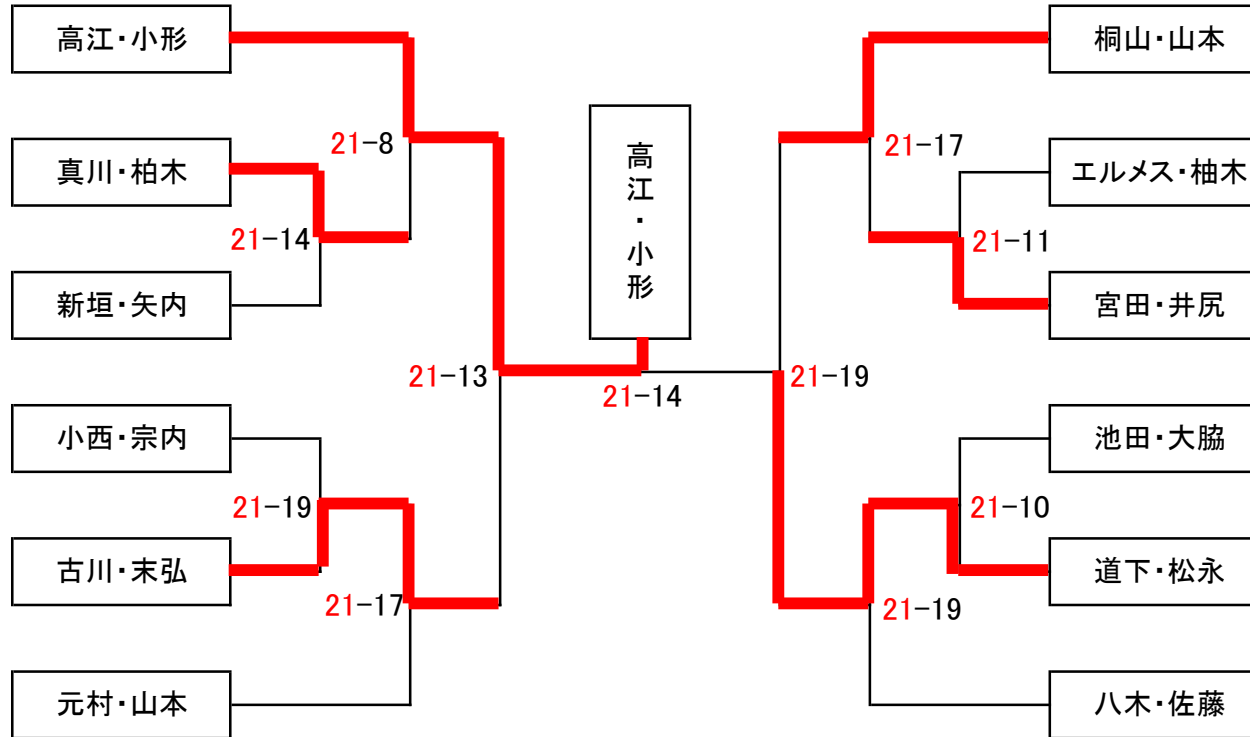 高江・小形
桐山・山本
21-8
21-17
真川・柏木
高江・小形
エルメス・柚木
21-14
21-11
新垣・矢内
宮田・井尻
21-13
21-14
21-19
小西・宗内
池田・大脇
21-19
21-10
古川・末弘
道下・松永
21-17
21-19
元村・山本
八木・佐藤